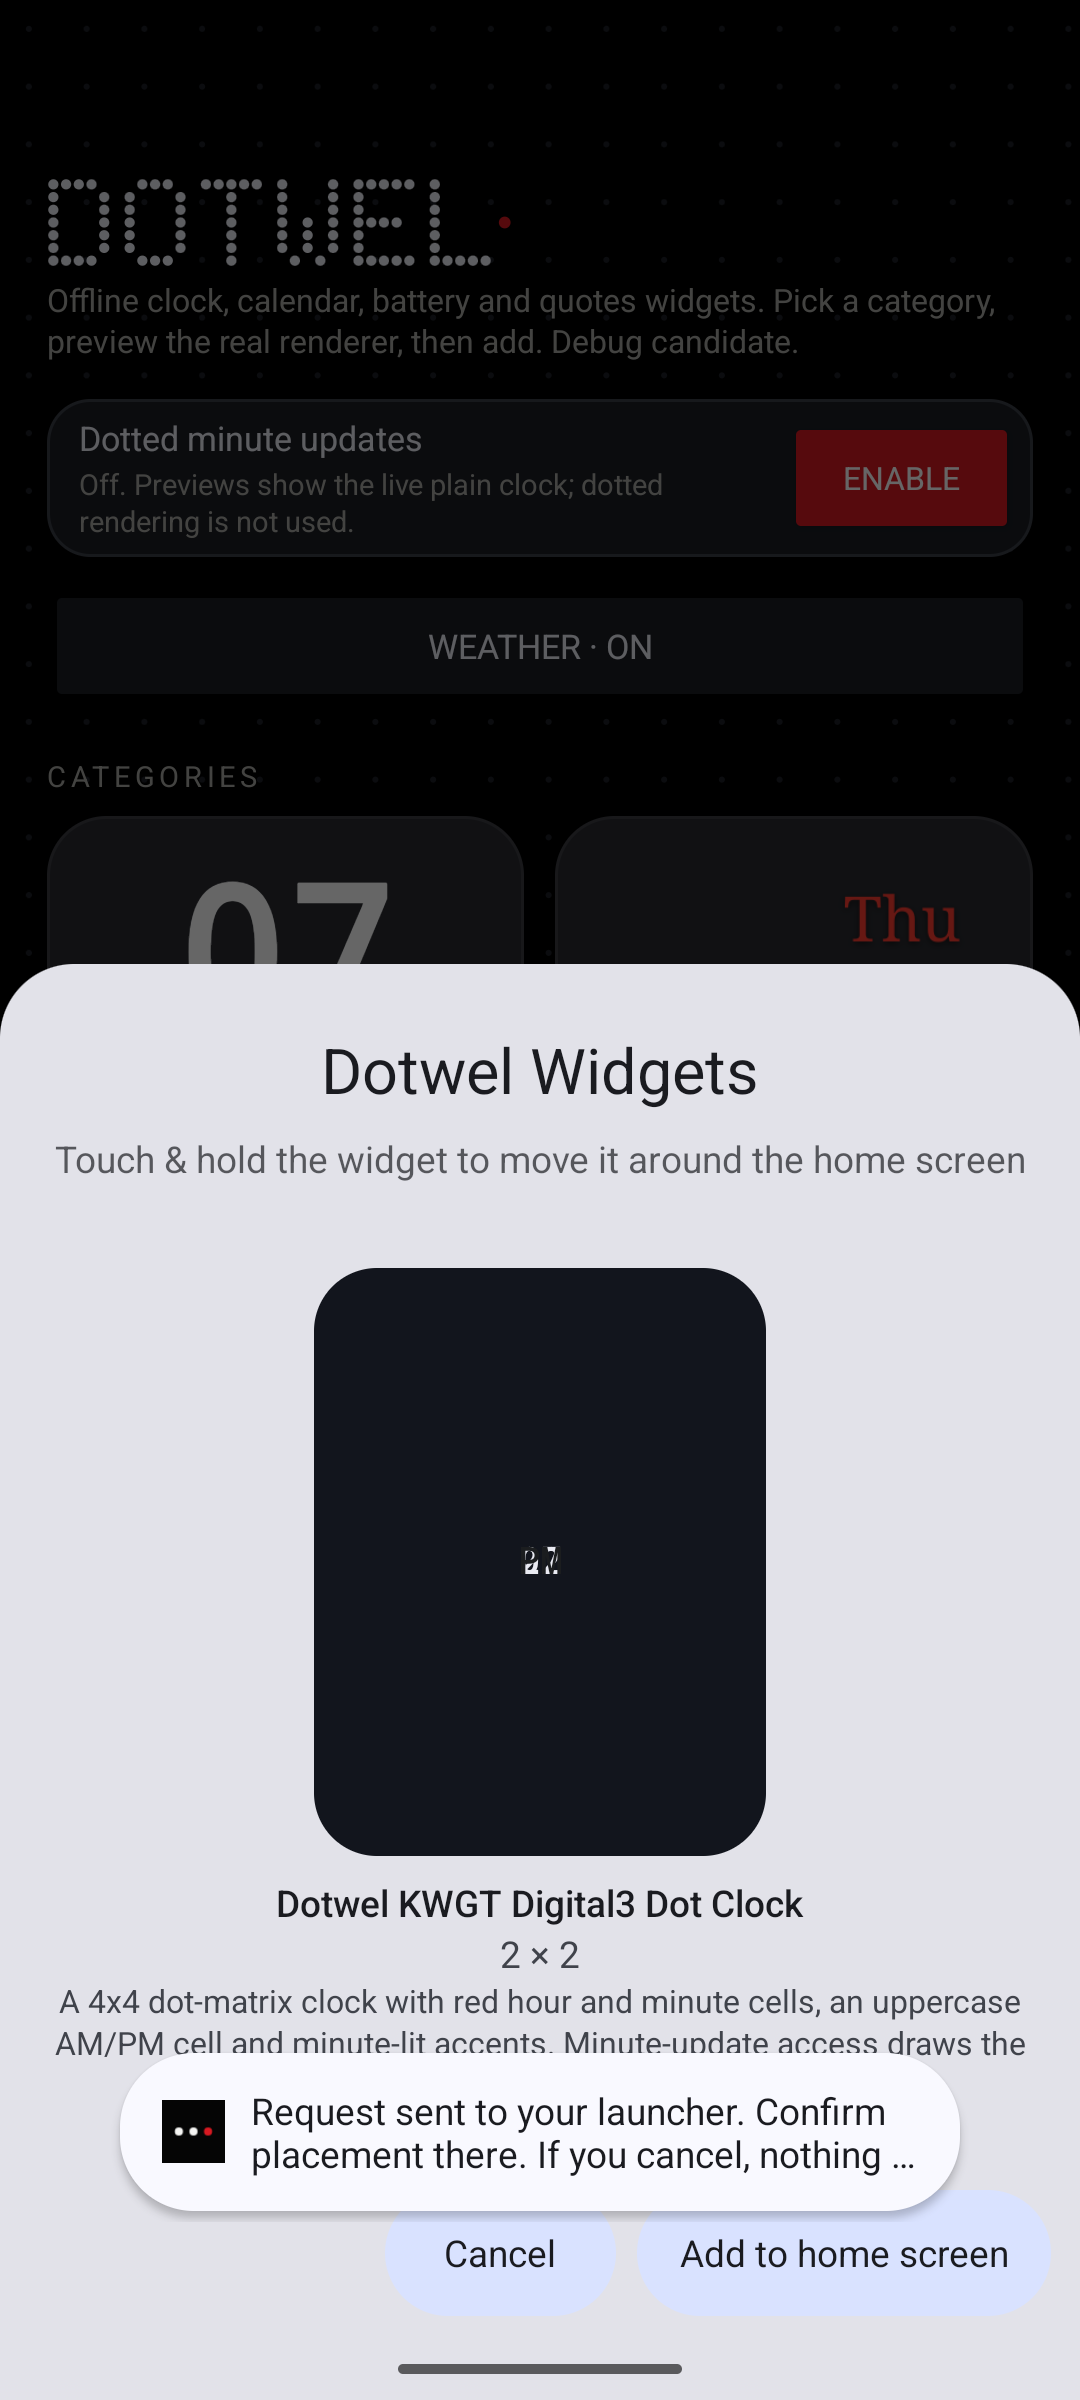 DOTWEL
Offline clock, calendar, battery and quotes widgets. Pick a category,
preview the real renderer, then add. Debug candidate.
Dotted minute updates
Off. Previews show the live plain clock; dotted
rendering is not used.
ENABLE
WEATHER · ON
CATEGORIES
07
Thu
Dotwel Widgets
Touch & hold the widget to move it around the home screen
Dotwel KWGT Digital3 Dot Clock
2 × 2
A 4x4 dot-matrix clock with red hour and minute cells, an uppercase
AM/PM cell and minute-lit accents. Minute-update access draws the
Request sent to your launcher. Confirm
placement there. If you cancel, nothing ...
Cancel
Add to home screen